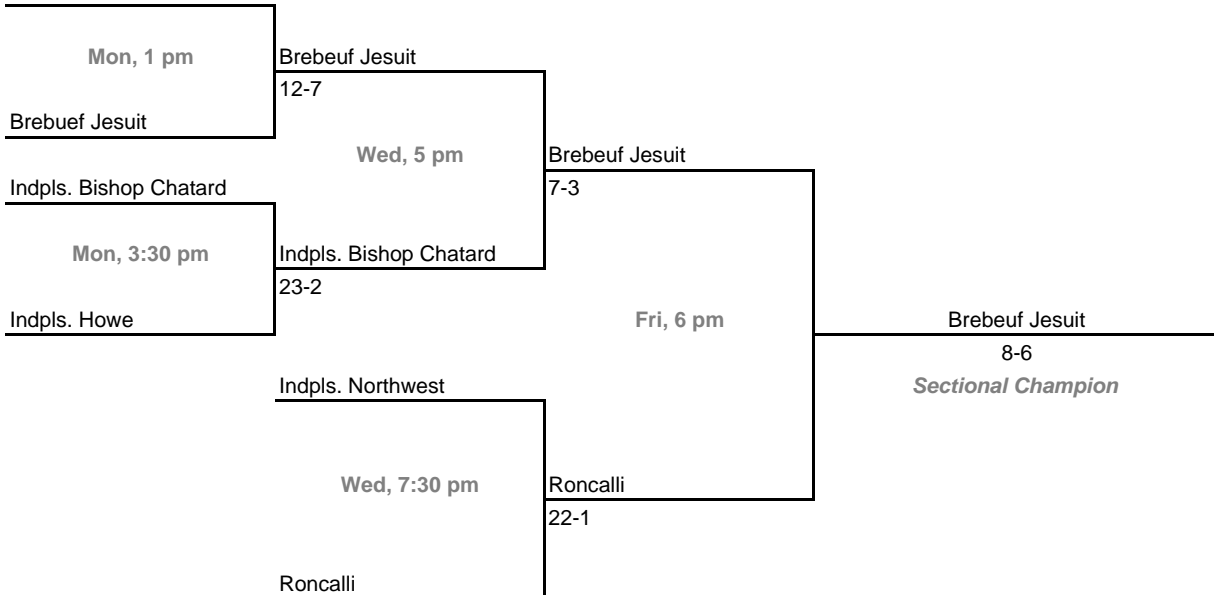 Mon, 1 pm
Brebeuf Jesuit
12-7
Brebuef Jesuit
Wed, 5 pm
Brebeuf Jesuit
Indpls. Bishop Chatard
7-3
Mon, 3:30 pm
Indpls. Bishop Chatard
23-2
Indpls. Howe
Fri, 6 pm
Brebeuf Jesuit
8-6
Indpls. Northwest
Sectional Champion
Wed, 7:30 pm
Roncalli
22-1
Roncalli